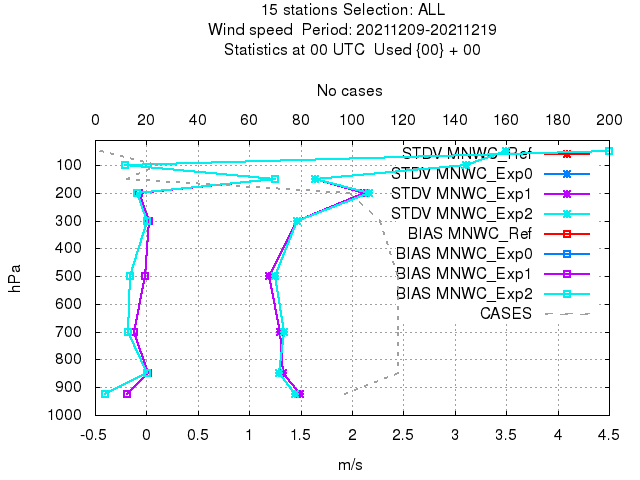 15 stations Selection: ALL
Wind speed  Period: 20211209-20211219
Statistics at 00 UTC  Used {00} + 00
No cases
0 20 40 60 80 100 120 140 160 180 200
100
200
300
400
500
600
700
800
900
1000
hPa
STDV MNWC_Ref
STDV MNWC_Exp0
STDV MNWC_Exp1
STDV MNWC_Exp2
BIAS MNWC_Ref
BIAS MNWC_Exp0
BIAS MNWC_Exp1
BIAS MNWC_Exp2
CASES
-0.5 0 0.5 1 1.5 2 2.5 3 3.5 4 4.5
m/s